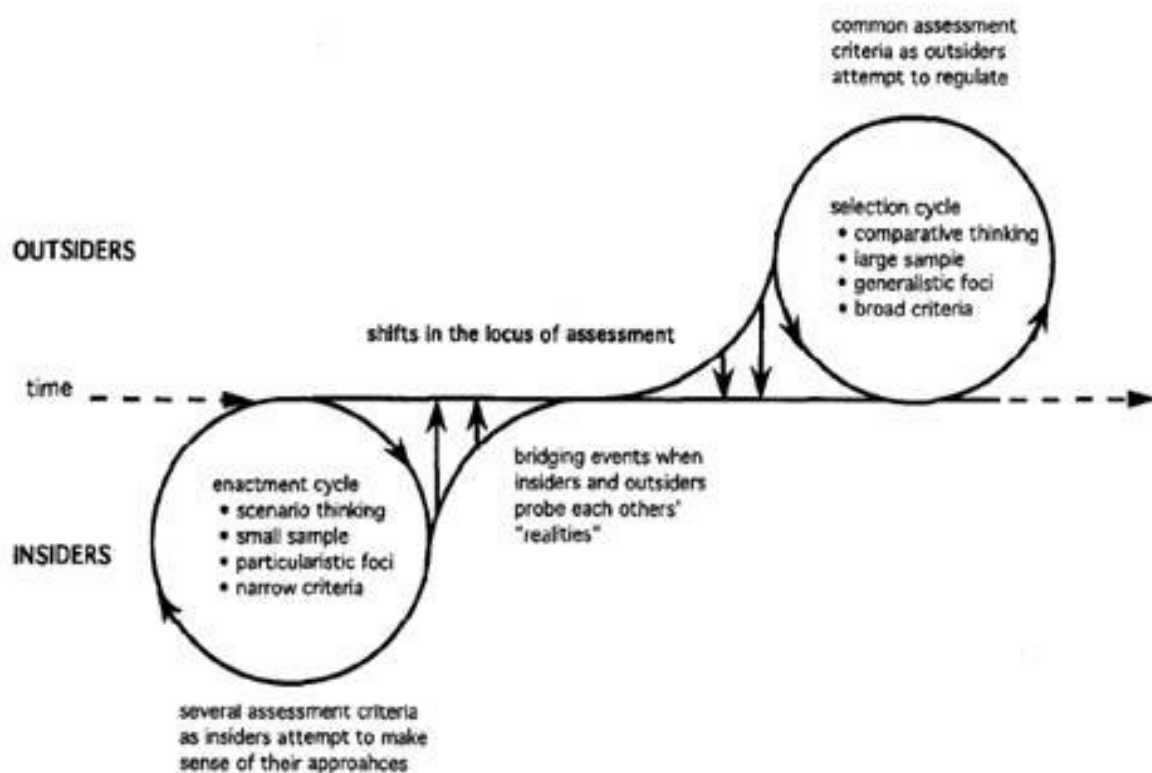 common assessment
criteria as outsiders
attempt to regulate
selection cycle
• comparative thinking
• large sample
• generalistic foci
• broad criteria
OUTSIDERS
shifts in the locus of assessment
time
bridging events when
insiders and outsiders
probe each others'
"realities"
enactment cycle
• scenario thinking
• small sample
• particularistic foci
• narrow criteria
INSIDERS
several assessment criteria
as insiders attempt to make
sense of their approahces